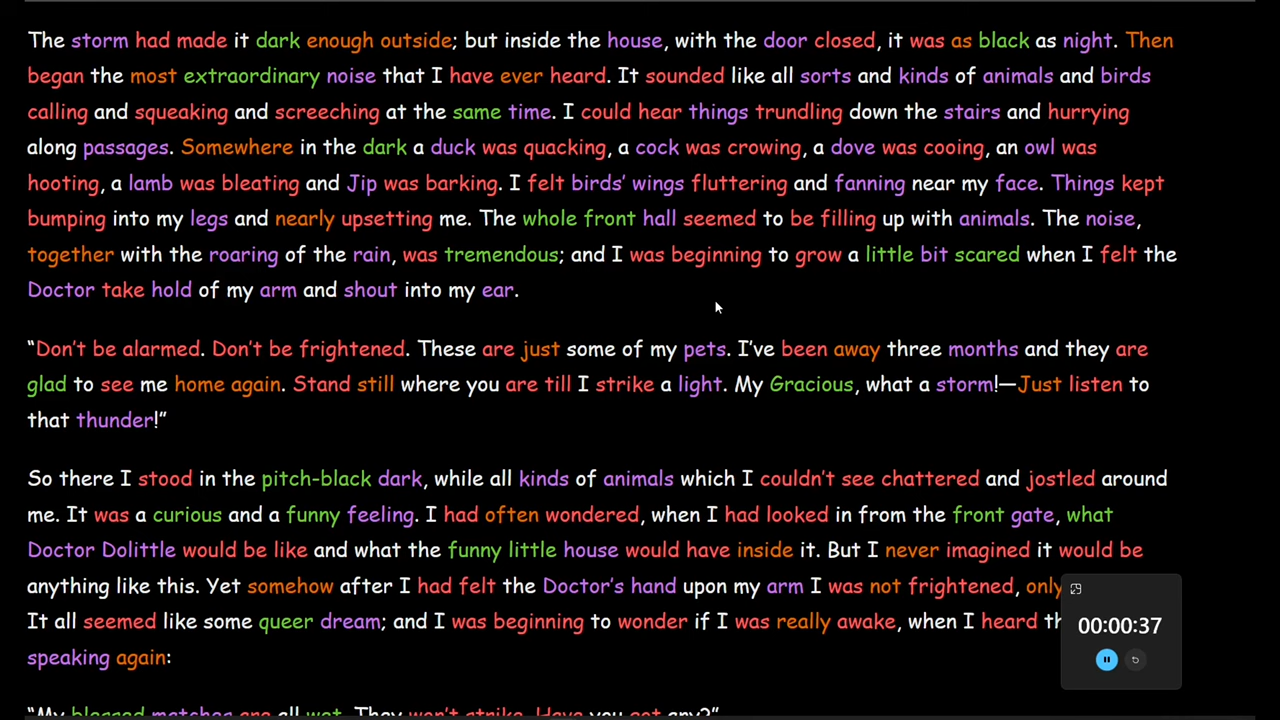 The storm had made it dark enough outside; but inside the house, with the door closed, it was as black as night. Then
began the most extraordinary noise that I have ever heard. It sounded like all sorts and kinds of animals and birds
calling and squeaking and screeching at the same time. I could hear things trundling down the stairs and hurrying
along passages. Somewhere in the dark a duck was quacking, a cock was crowing, a dove was cooing, an owl was
hooting, a lamb was bleating and Jip was barking. I felt birds’ wings fluttering and fanning near my face. Things kept
bumping into my legs and nearly upsetting me. The whole front hall seemed to be filling up with animals. The noise,
together with the roaring of the rain, was tremendous; and I was beginning to grow a little bit scared when I felt the
Doctor take hold of my arm and shout into my ear.
“Don’t be alarmed. Don’t be frightened. These are just some of my pets. I’ve been away three months and they are
glad to see me home again. Stand still where you are till I strike a light. My Gracious, what a storm!—Just listen to
that thunder!”
So there I stood in the pitch-black dark, while all kinds of animals which I couldn’t see chattered and jostled around
me. It was a curious and a funny feeling. I had often wondered, when I had looked in from the front gate, what
Doctor Dolittle would be like and what the funny little house would have inside it. But I never imagined it would be
anything like this. Yet somehow after I had felt the Doctor’s hand upon my arm I was not frightened, only
It all seemed like some queer dream; and I was beginning to wonder if I was really awake, when I heard
00:00:37
speaking again:
“My blessed matches are all wet. They won’t strike. Have you got any?”